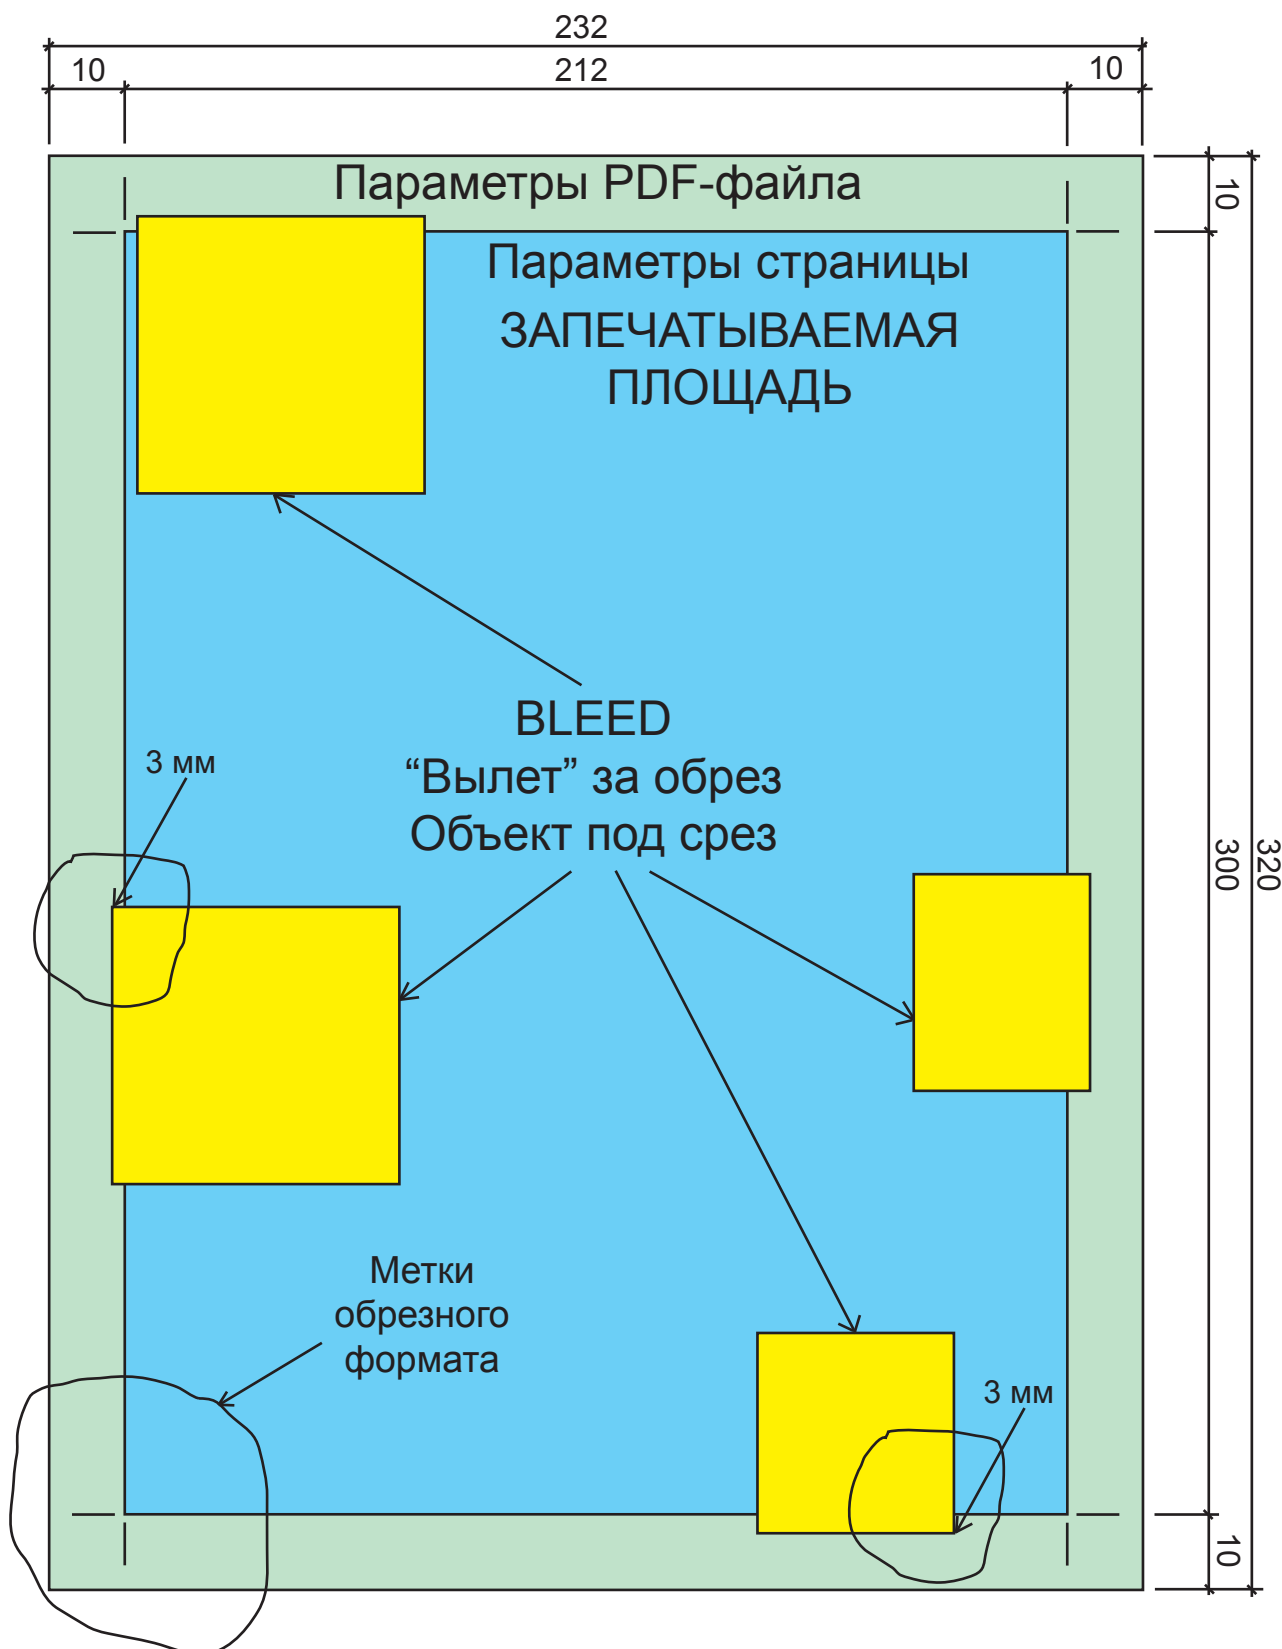 232
10
212
10
Параметры PDF-файла
10
Параметры страницы
ЗАПЕЧАТЫВАЕМАЯ
ПЛОЩАДЬ
BLEED
“Вылет” за обрез
Объект под срез
3 мм
300
320
Метки
обрезного
формата
3 мм
10